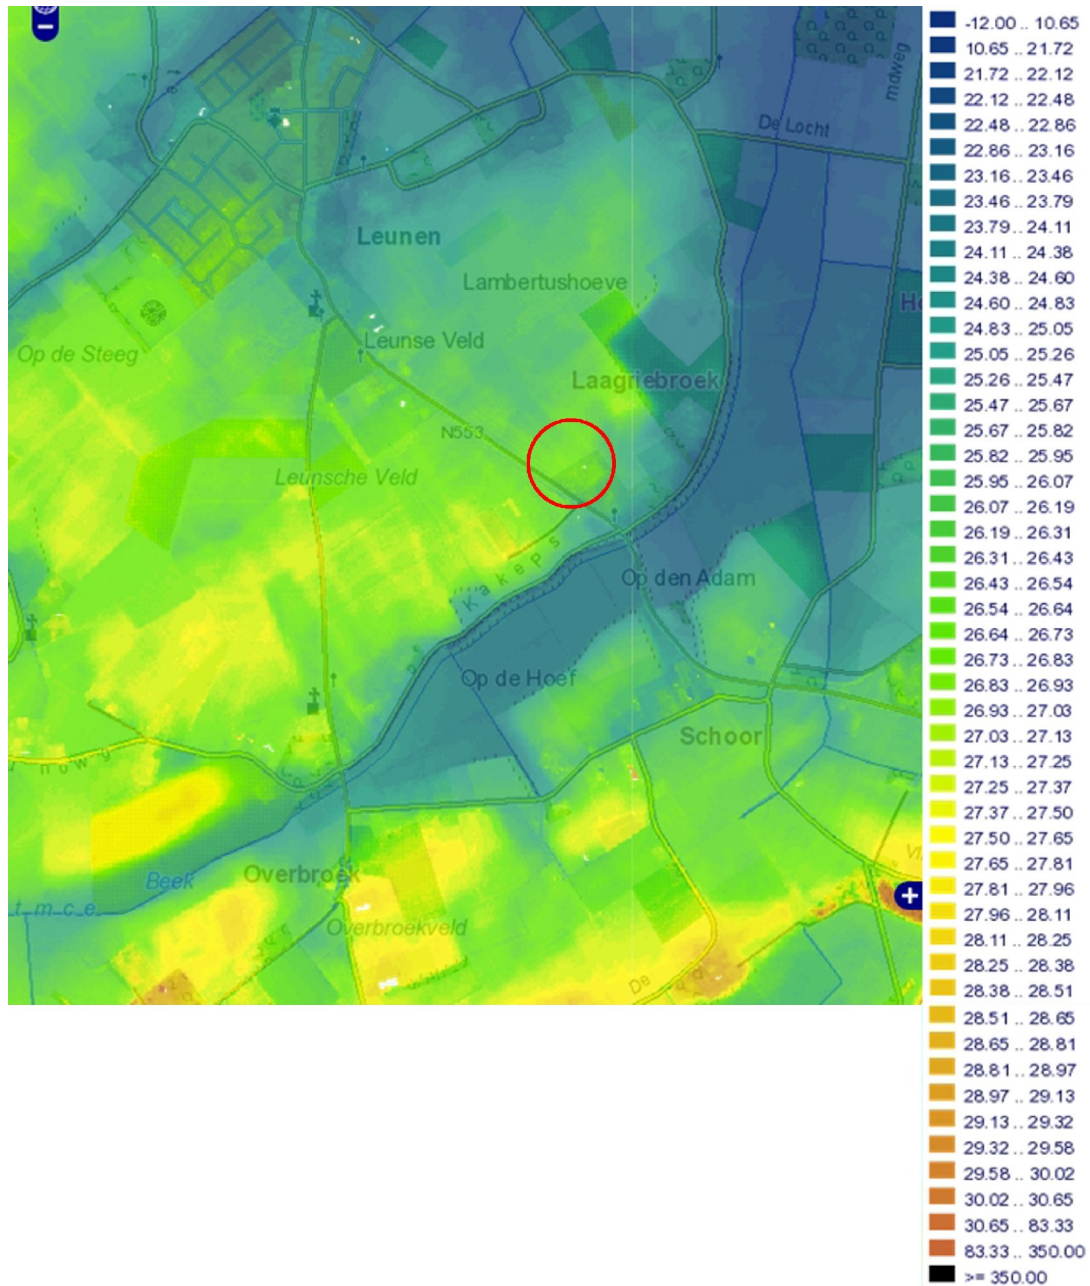 mdweg
De Locht
Leunen
Lambertushoeve
Leunse Veld
Op de Steeg
Laagriebroek
N553
Leunsche Veld
Op den Adam
Op de Hoef
Schoor
Overbroek
Beek
Overbroekveld
De
-12.00 .. 10.65
10.65 .. 21.72
21.72 .. 22.12
22.12 .. 22.48
22.48 .. 22.86
22.86 .. 23.16
23.16 .. 23.46
23.46 .. 23.79
23.79 .. 24.11
24.11 .. 24.38
24.38 .. 24.60
24.60 .. 24.83
24.83 .. 25.05
25.05 .. 25.26
25.26 .. 25.47
25.47 .. 25.67
25.67 .. 25.82
25.82 .. 25.95
25.95 .. 26.07
26.07 .. 26.19
26.19 .. 26.31
26.31 .. 26.43
26.43 .. 26.54
26.54 .. 26.64
26.64 .. 26.73
26.73 .. 26.83
26.83 .. 26.93
26.93 .. 27.03
27.03 .. 27.13
27.13 .. 27.25
27.25 .. 27.37
27.37 .. 27.50
27.50 .. 27.65
27.65 .. 27.81
27.81 .. 27.96
27.96 .. 28.11
28.11 .. 28.25
28.25 .. 28.38
28.38 .. 28.51
28.51 .. 28.65
28.65 .. 28.81
28.81 .. 28.97
28.97 .. 29.13
29.13 .. 29.32
29.32 .. 29.58
29.58 .. 30.02
30.02 .. 30.65
30.65 .. 83.33
83.33 .. 350.00
>= 350.00